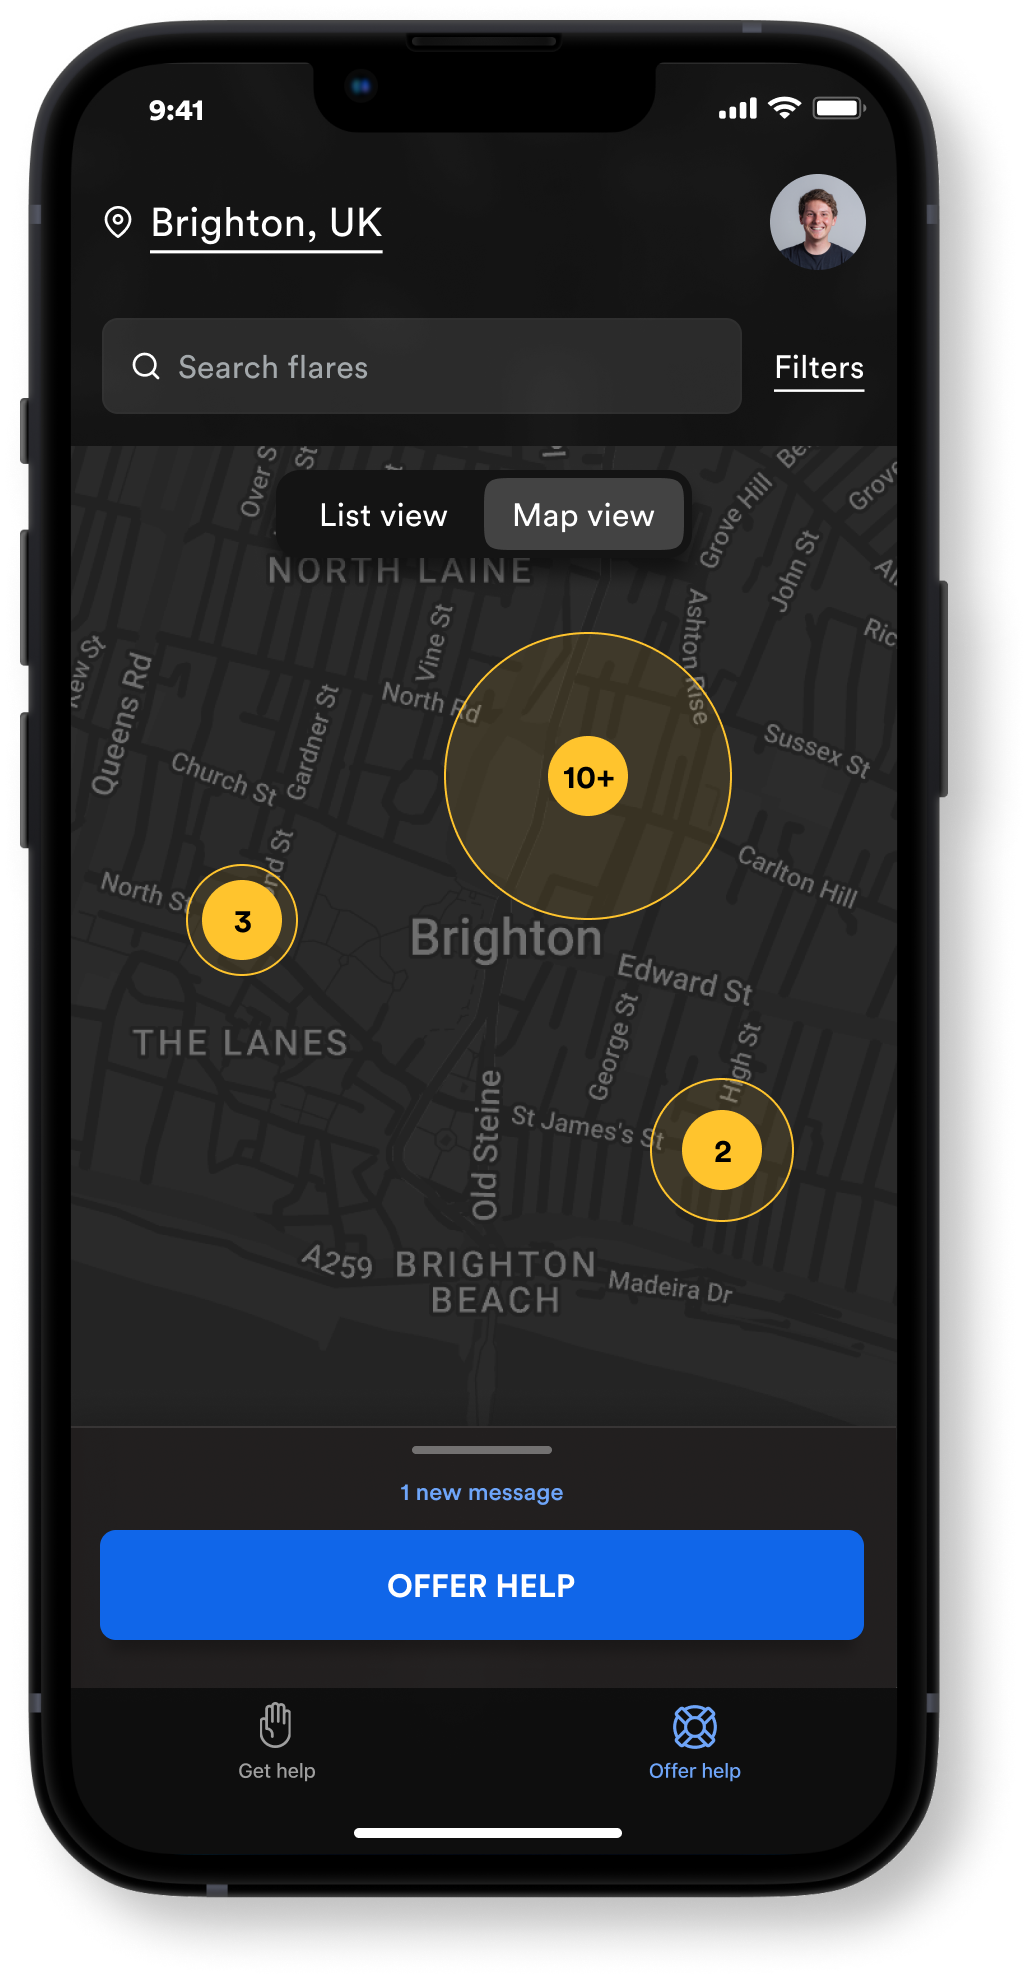 9:41
Brighton, UK
Search flares
Filters
Over S
St
List view
Map view
Grove Hill
Grove
John St
NORTH LAINE
Ashton Rise
Ric
Vine St
Kew St
Queens Rd
North Rd
Gardner St
Sussex St
Church St
10+
Carlton Hill
North St
nd St
3
Brighton
Edward St
George St
High St
THE LANES
Old Steine
St James's St
2
A259
BRIGHTON
BEACH
Madeira Dr
1 new message
OFFER HELP
Get help
Offer help